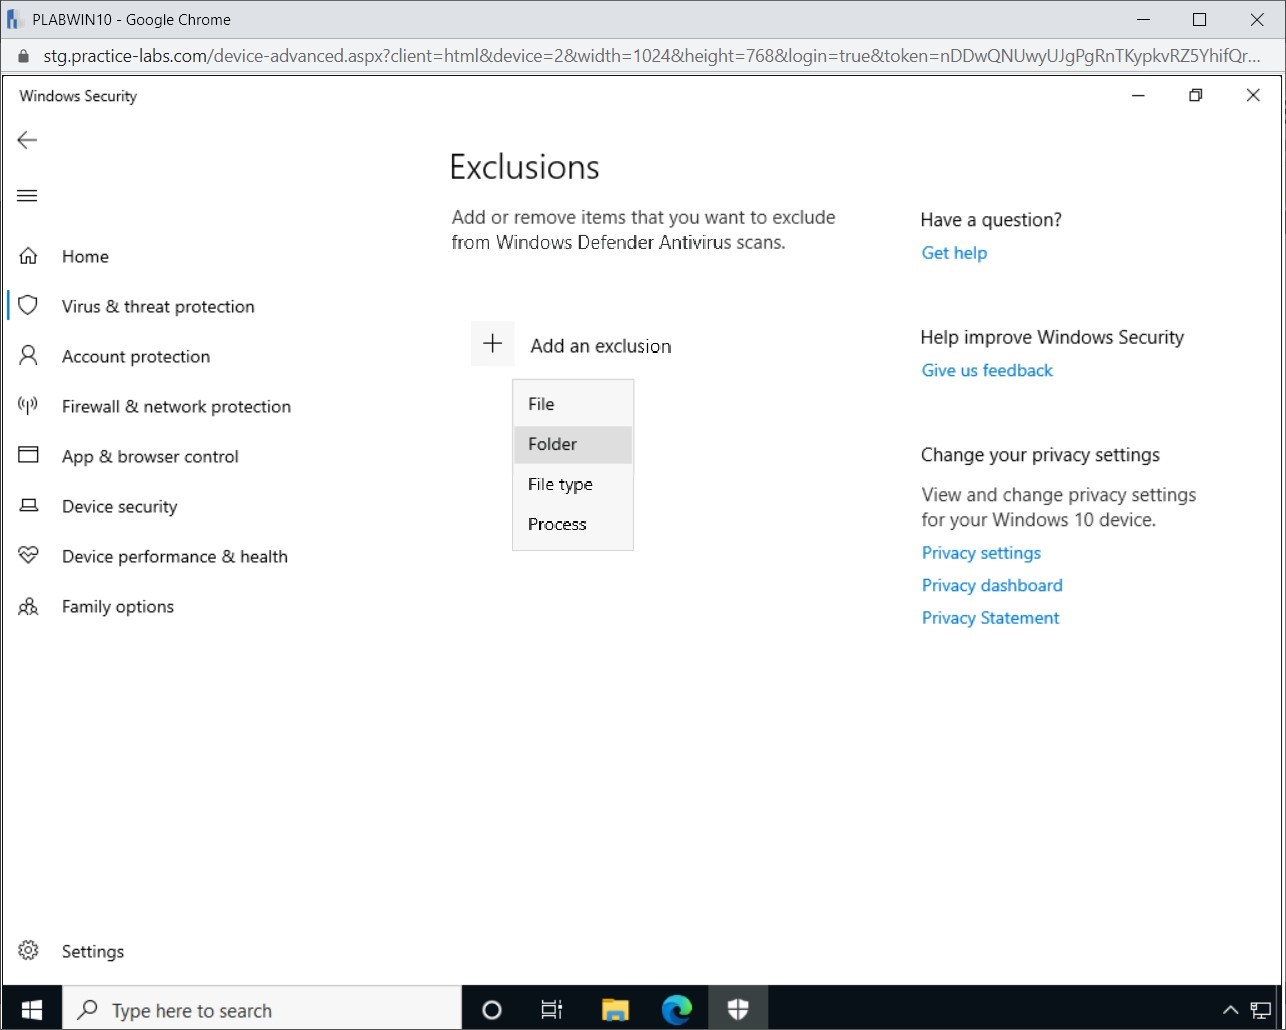 PLABWIN10 - Google Chrome
stg.practice-labs.com/device-advanced.aspx?client=html&device=2&width=1024&height=768&login=true&token=nDDwQNUwyUJgPgRnTKypkvRZ5YhifQr...
Windows Security
Home
Virus & threat protection
Account protection
Firewall & network protection
App & browser control
Device security
Device performance & health
Family options
Settings
Exclusions
Add or remove items that you want to exclude
from Windows Defender Antivirus scans.
Add an exclusion
File
Folder
File type
Process
Have a question?
Get help
Help improve Windows Security
Give us feedback
Change your privacy settings
View and change privacy settings
for your Windows 10 device.
Privacy settings
Privacy dashboard
Privacy Statement
Type here to search